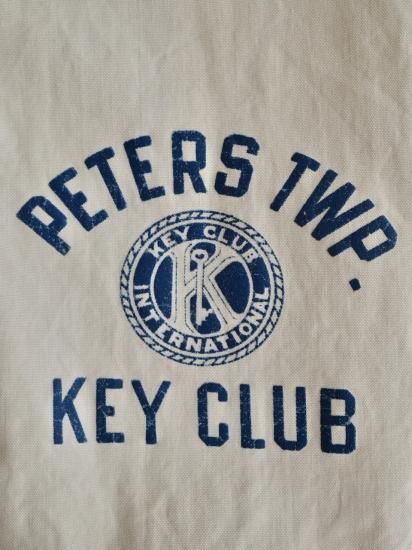 PETERS TWP.
KEY CLUB
K
INTERNATIONAL
KEY CLUB